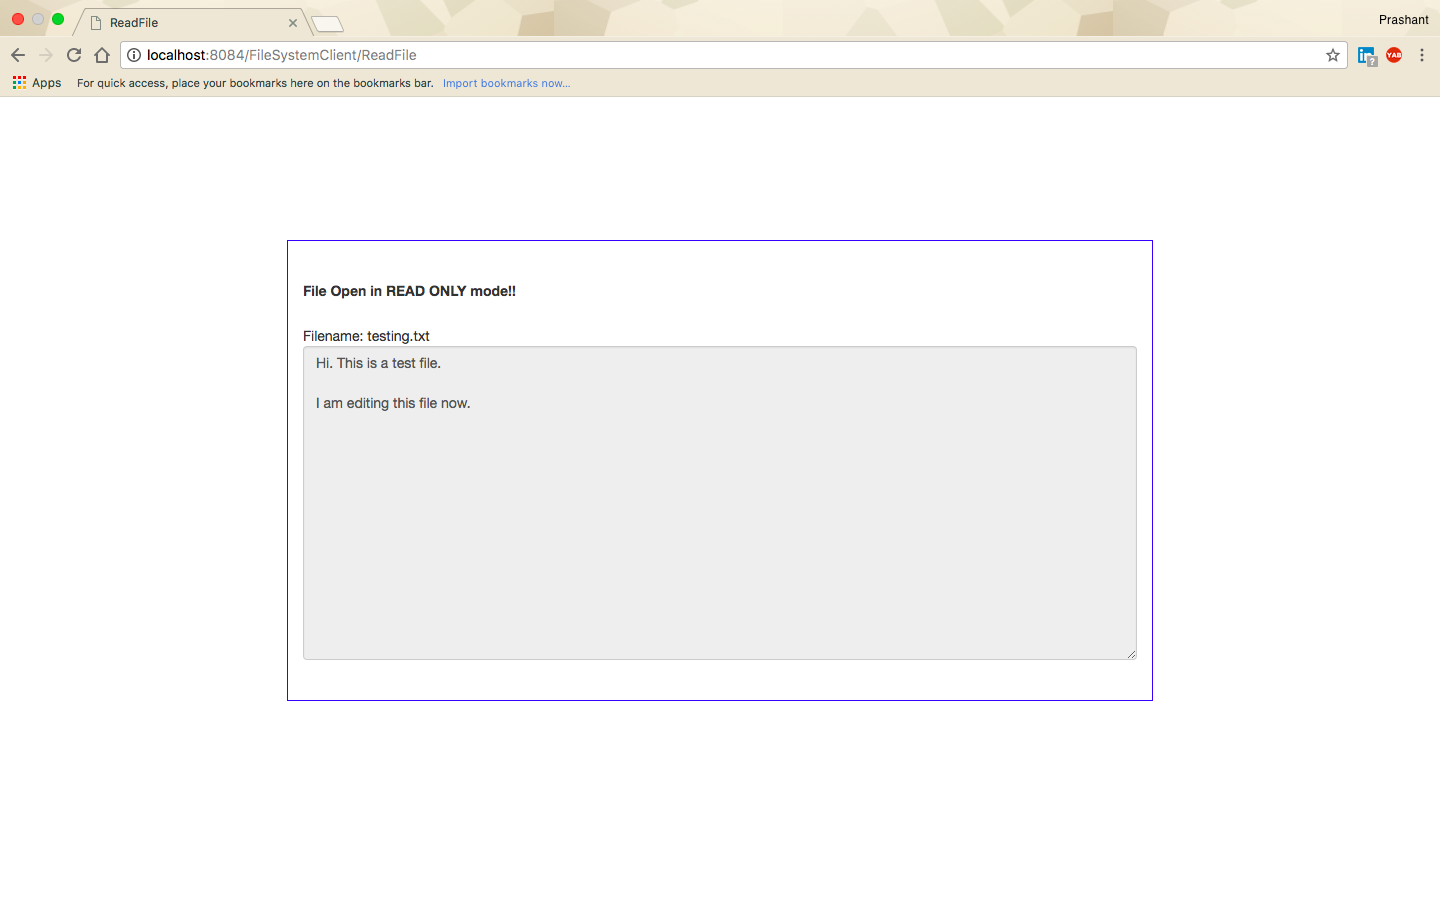 ReadFile
Prashant
localhost:8084/FileSystemClient/ReadFile
in ?
YAB
Apps For quick access, place your bookmarks here on the bookmarks bar. Import bookmarks now...
File Open in READ ONLY mode!!
Filename: testing.txt
Hi. This is a test file.
I am editing this file now.